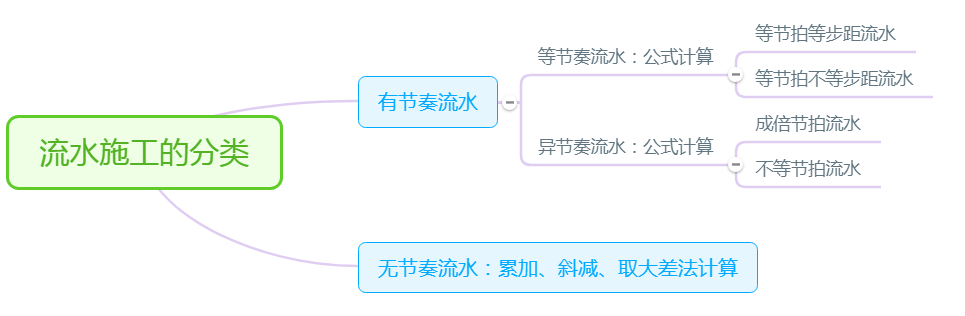 流水施工的分类
有节奏流水
等节奏流水：公式计算
等节拍等步距流水
等节拍不等步距流水
异节奏流水：公式计算
成倍节拍流水
不等节拍流水
无节奏流水：累加、斜减、取大差法计算